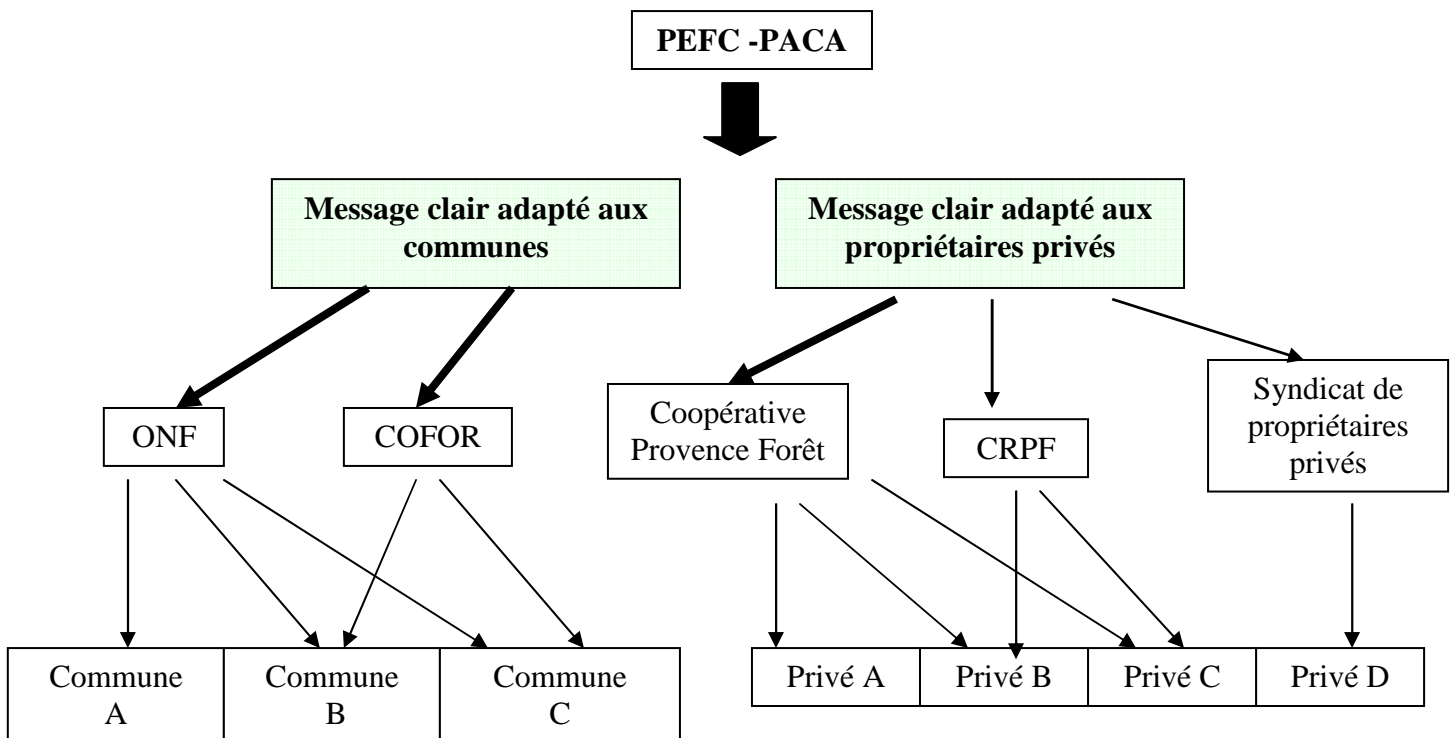 PEFC -PACA
Message clair adapté aux
communes
Message clair adapté aux
propriétaires privés
ONF
COFOR
Coopérative
Provence Forêt
CRPF
Syndicat de
propriétaires
privés
Commune
A
Commune
B
Commune
C
Privé A
Privé B
Privé C
Privé D